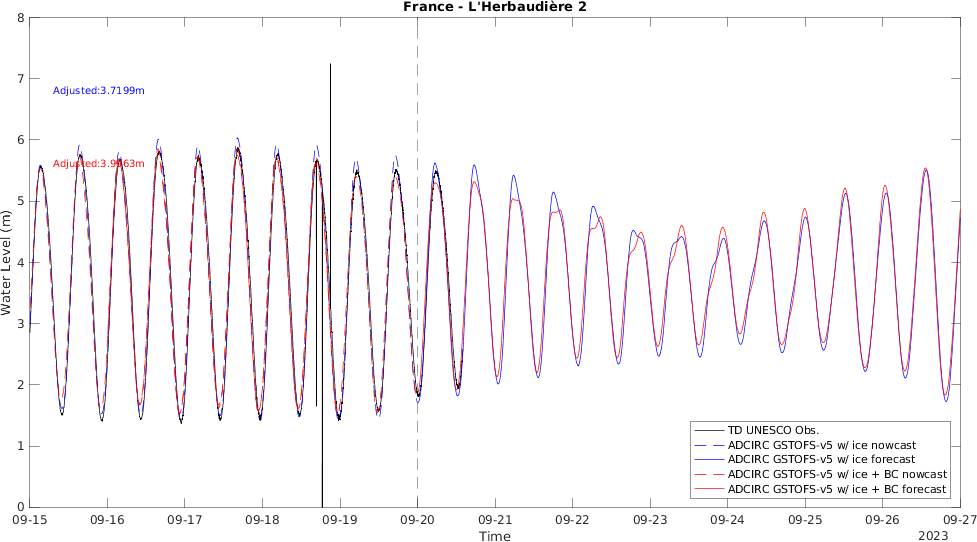 France - L'Herbaudière 2
8
7
6
5
4
3
2
1
0
Water Level (m)
Adjusted:3.7199m
Adjusted:3.9963m
TD UNESCO Obs.
ADCIRC GSTOFS-v5 w/ ice nowcast
ADCIRC GSTOFS-v5 w/ ice forecast
ADCIRC GSTOFS-v5 w/ ice + BC nowcast
ADCIRC GSTOFS-v5 w/ ice + BC forecast
09-15 09-16 09-17 09-18 09-19 09-20 09-21 09-22 09-23 09-24 09-25 09-26 09-27
Time
2023